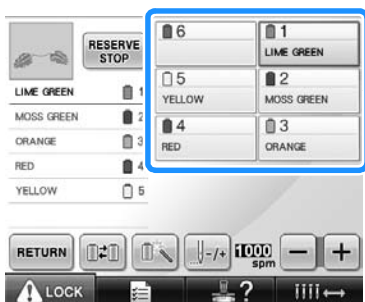 RESERVE
STOP
LIME GREEN 1
MOSS GREEN 2
ORANGE 3
RED 4
YELLOW 5
6
1
LIME GREEN
5
YELLOW
2
MOSS GREEN
4
RED
3
ORANGE
RETURN
-/+
1000
spm
− +
LOCK
?